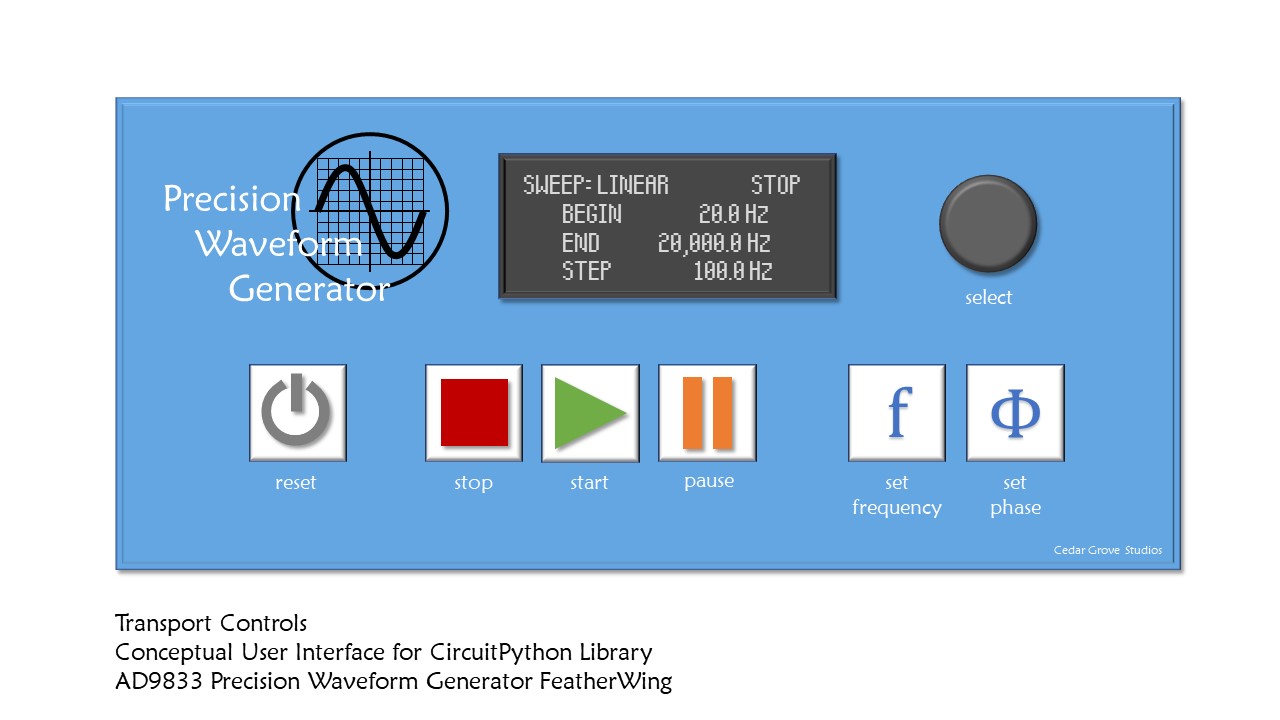 Precision
Waveform
Generator
SWEEP: LINEAR STOP
BEGIN 20.0 Hz
END 20,000.0 Hz
STEP 100.0 Hz
select
f Φ
reset stop start pause set set
frequency phase
Cedar Grove Studios
Transport Controls
Conceptual User Interface for CircuitPython Library
AD9833 Precision Waveform Generator FeatherWing